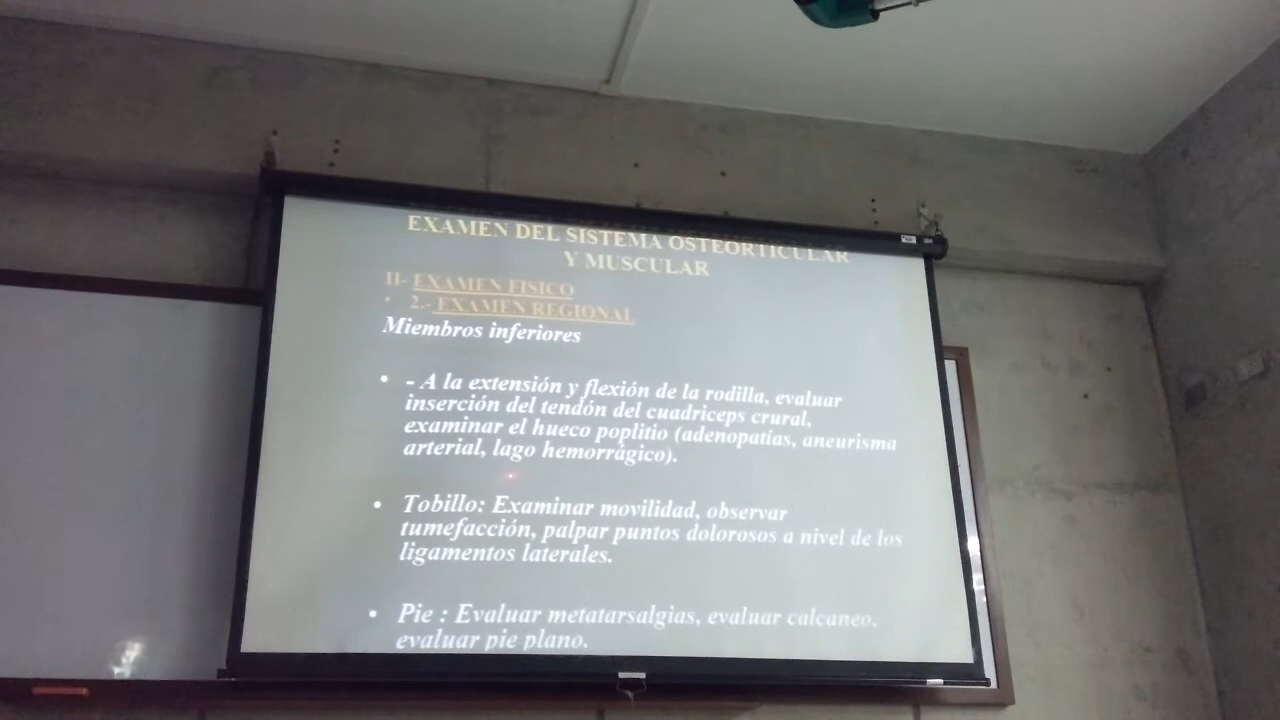 EXAMEN DEL SISTEMA OSTEORTICULAR
Y MUSCULAR
II- EXAMEN FISICO
• 2.- EXAMEN REGIONAL
Miembros inferiores
• - A la extensión y flexión de la rodilla, evaluar
inserción del tendón del cuadriceps crural,
examinar el hueco poplitio (adenopatías, aneurisma
arterial, lago hemorrágico).
• Tobillo: Examinar movilidad, observar
tumefacción, palpar puntos dolorosos a nivel de los
ligamentos laterales.
• Pie : Evaluar metatarsalgias, evaluar calcaneo,
evaluar pie plano.